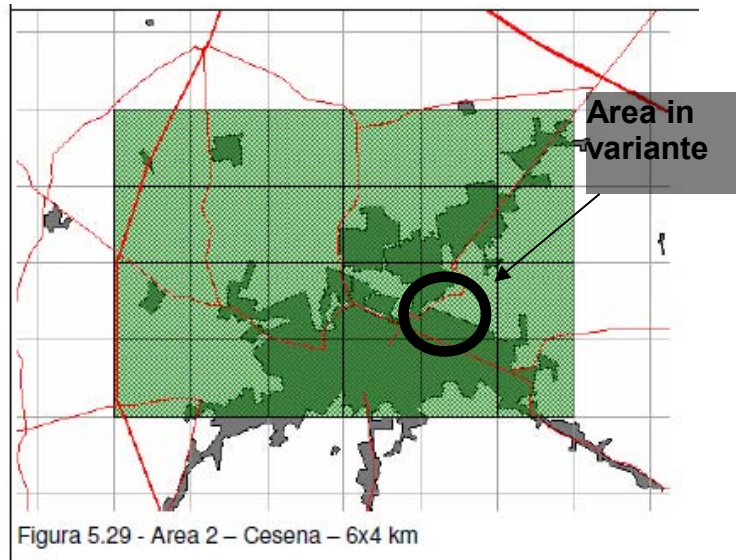 Area in
variante
Figura 5.29 - Area 2 – Cesena – 6x4 km